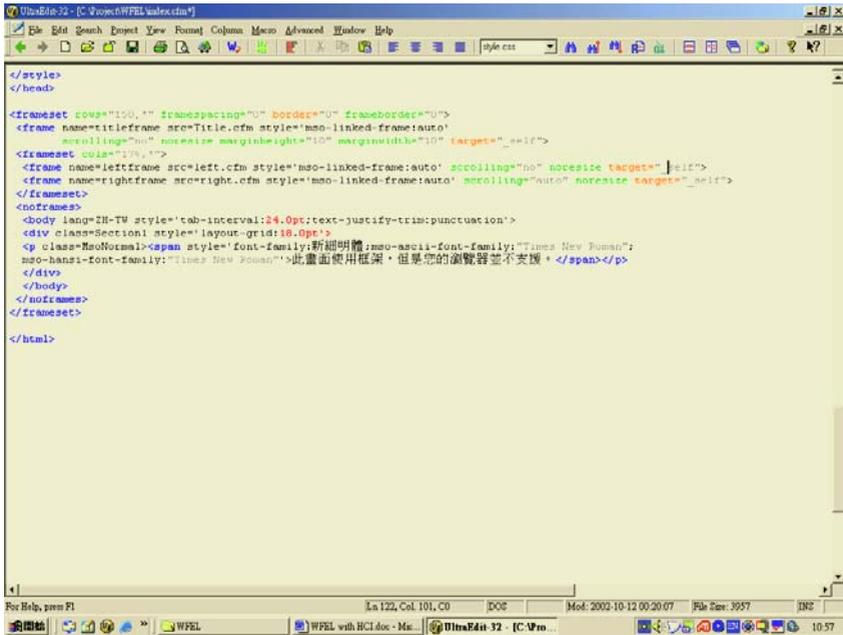 UltraEdit-32 - [C:\Project\WFEL\index.cfm*]
File Edit Search Project View Format Column Macro Advanced Window Help
style css
</style>
</head>
<frameset rows="150,*" framespacing="0" border="0" frameborder="0">
<frame name=titleframe src=Title.cfm style='mso-linked-frame:auto'
scrolling="no" noresize marginheight="10" marginwidth="10" target="_self">
<frameset cols="17%,*">
<frame name=leftframe src=left.cfm style='mso-linked-frame:auto' scrolling="no" noresize target="_self">
<frame name=rightframe src=right.cfm style='mso-linked-frame:auto' scrolling="auto" noresize target="_self">
</frameset>
<noframes>
<body lang=ZH-TW style='tab-interval:24.0pt;text-justify-trim:punctuation'>
<div class=Section1 style='layout-grid:18.0pt'>
<p class=MsoNormal><span style='font-family:新細明體;mso-ascii-font-family:"Times New Roman";
mso-hansi-font-family:"Times New Roman"'>此畫面使用框架，但是您的瀏覽器並不支援。</span></p>
</div>
</body>
</noframes>
</frameset>
</html>
For Help, press F1 Ln 122, Col. 101, C0 DOS Mod: 2002-10-12 00:20:07 File Size: 3957 INS
開始 » WFEL WFEL with HCI.doc - Mic... UltraEdit-32 - [C:\Pro... 10:57